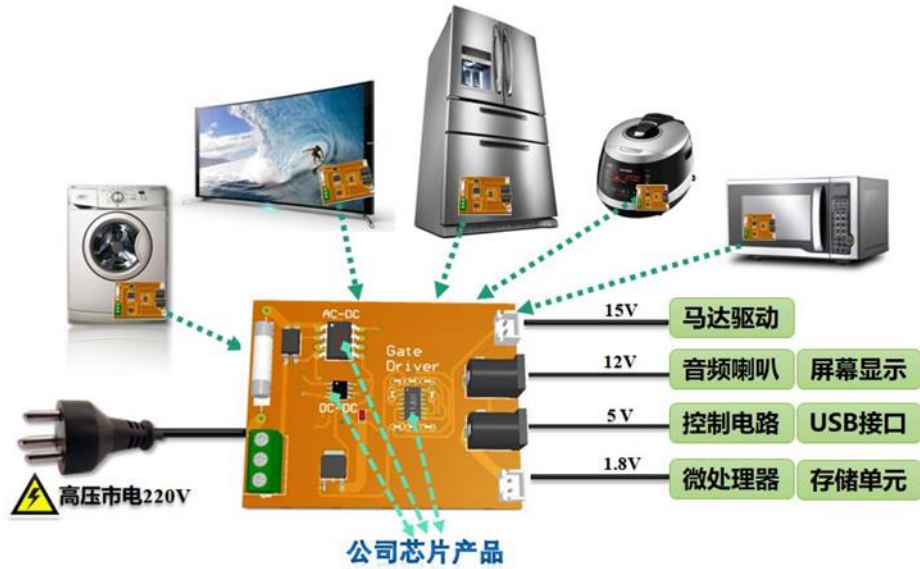 AC-DC
Gate
Driver
DC-DC
15V
马达驱动
12V
音频喇叭 屏幕显示
5V
控制电路 USB接口
1.8V
微处理器 存储单元
高压市电220V
公司芯片产品